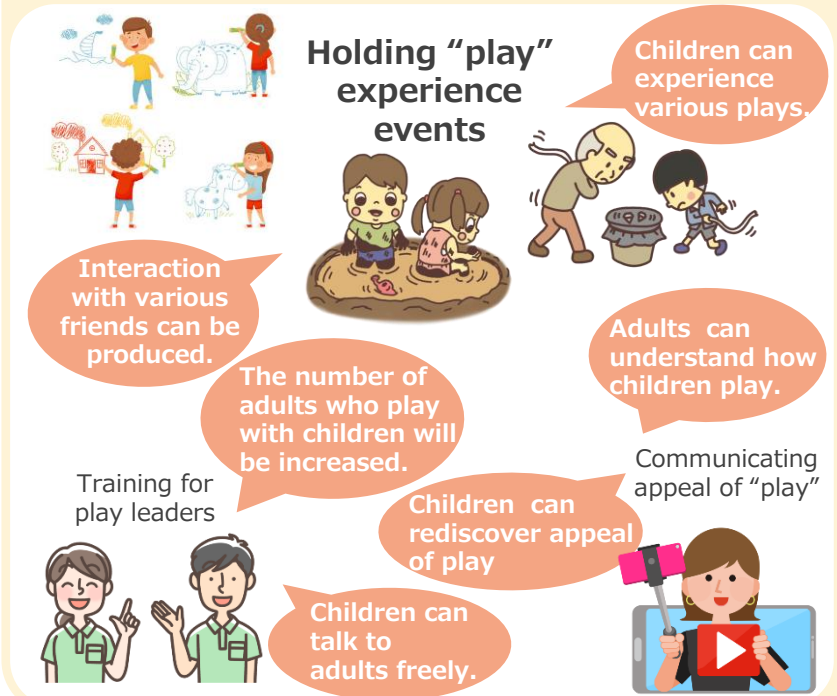 Holding “play”
experience
events
Children can
experience
various plays.
Interaction
with various
friends can be
produced.
Adults can
understand how
children play.
The number of
adults who play
with children will
be increased.
Training for
play leaders
Communicating
appeal of “play”
Children can
rediscover appeal
of play
Children can
talk to
adults freely.